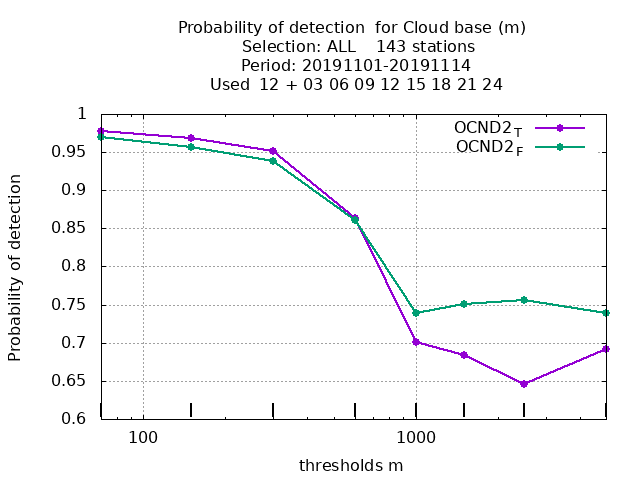 Probability of detection  for Cloud base (m)
Selection: ALL    143 stations
Period: 20191101-20191114
Used  12 + 03 06 09 12 15 18 21 24
1
0.95
0.9
0.85
0.8
0.75
0.7
0.65
0.6
Probability of detection
OCND2T
OCND2F
100 1000
thresholds m